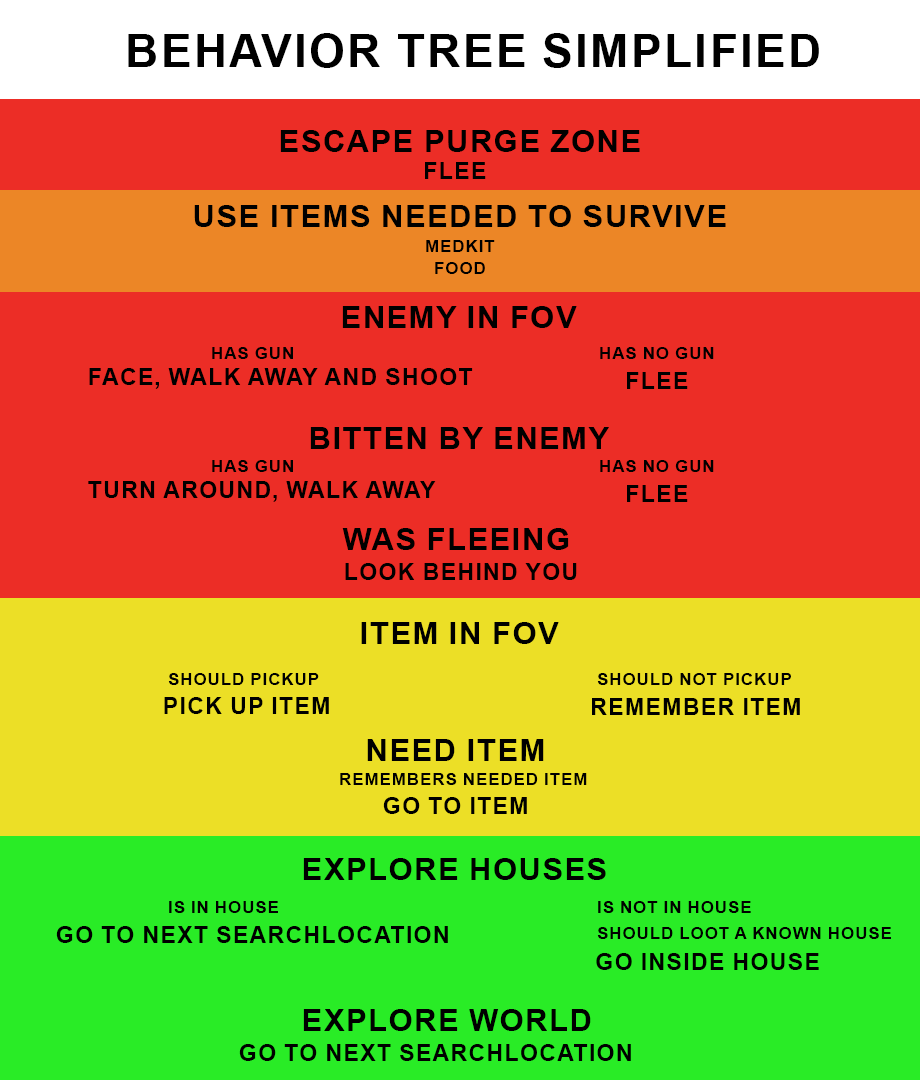 BEHAVIOR TREE SIMPLIFIED
ESCAPE PURGE ZONE
FLEE
USE ITEMS NEEDED TO SURVIVE
MEDKIT
FOOD
ENEMY IN FOV
HAS GUN
FACE, WALK AWAY AND SHOOT
HAS NO GUN
FLEE
BITTEN BY ENEMY
HAS GUN
TURN AROUND, WALK AWAY
HAS NO GUN
FLEE
WAS FLEEING
LOOK BEHIND YOU
ITEM IN FOV
SHOULD PICKUP
PICK UP ITEM
SHOULD NOT PICKUP
REMEMBER ITEM
NEED ITEM
REMEMBERS NEEDED ITEM
GO TO ITEM
EXPLORE HOUSES
IS IN HOUSE
GO TO NEXT SEARCHLOCATION
IS NOT IN HOUSE
SHOULD LOOT A KNOWN HOUSE
GO INSIDE HOUSE
EXPLORE WORLD
GO TO NEXT SEARCHLOCATION